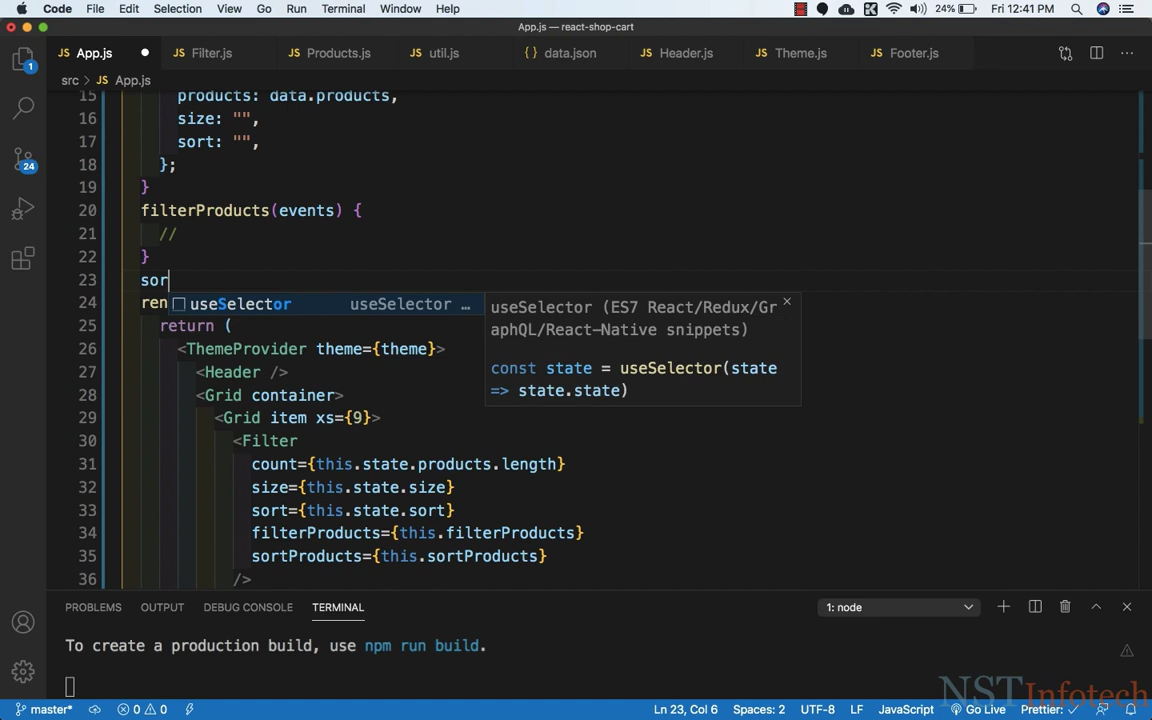 Code File Edit Selection View Go Run Terminal Window Help 24% Fri 12:41 PM
App.js — react-shop-cart
JS App.js JS Filter.js JS Products.js JS util.js { } data.json JS Header.js JS Theme.js JS Footer.js
1
src > JS App.js
15 products: data.products,
16 size: "",
17 sort: "",
18 };
19 }
20 filterProducts(events) {
21 //
22 }
23 sor
24 ren
useSelector useSelector …
useSelector (ES7 React/Redux/Gr
aphQL/React-Native snippets)
const state = useSelector(state
=> state.state)
25 return (
26 <ThemeProvider theme={theme}>
27 <Header />
28 <Grid container>
29 <Grid item xs={9}>
30 <Filter
31 count={this.state.products.length}
32 size={this.state.size}
33 sort={this.state.sort}
34 filterProducts={this.filterProducts}
35 sortProducts={this.sortProducts}
36 />
24
PROBLEMS OUTPUT DEBUG CONSOLE TERMINAL 1: node
To create a production build, use npm run build.
NSTInfotech
master* 0 0 Ln 23, Col 6 Spaces: 2 UTF-8 LF JavaScript Go Live Prettier: ✓